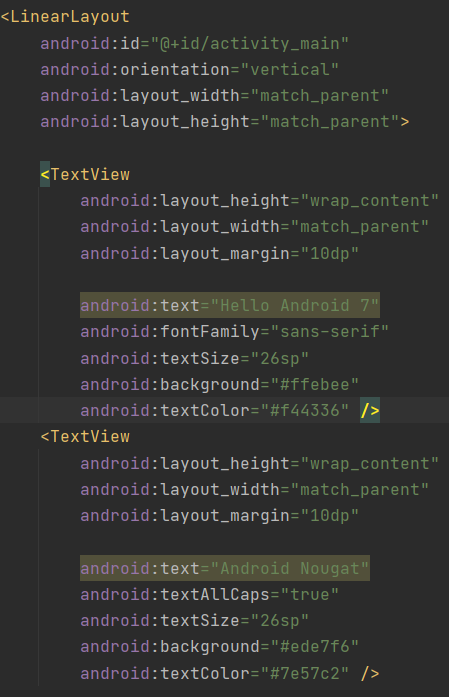 <LinearLayout
android:id="@+id/activity_main"
android:orientation="vertical"
android:layout_width="match_parent"
android:layout_height="match_parent">
<TextView
android:layout_height="wrap_content"
android:layout_width="match_parent"
android:layout_margin="10dp"
android:text="Hello Android 7"
android:fontFamily="sans-serif"
android:textSize="26sp"
android:background="#ffebee"
android:textColor="#f44336" />
<TextView
android:layout_height="wrap_content"
android:layout_width="match_parent"
android:layout_margin="10dp"
android:text="Android Nougat"
android:textAllCaps="true"
android:textSize="26sp"
android:background="#ede7f6"
android:textColor="#7e57c2" />